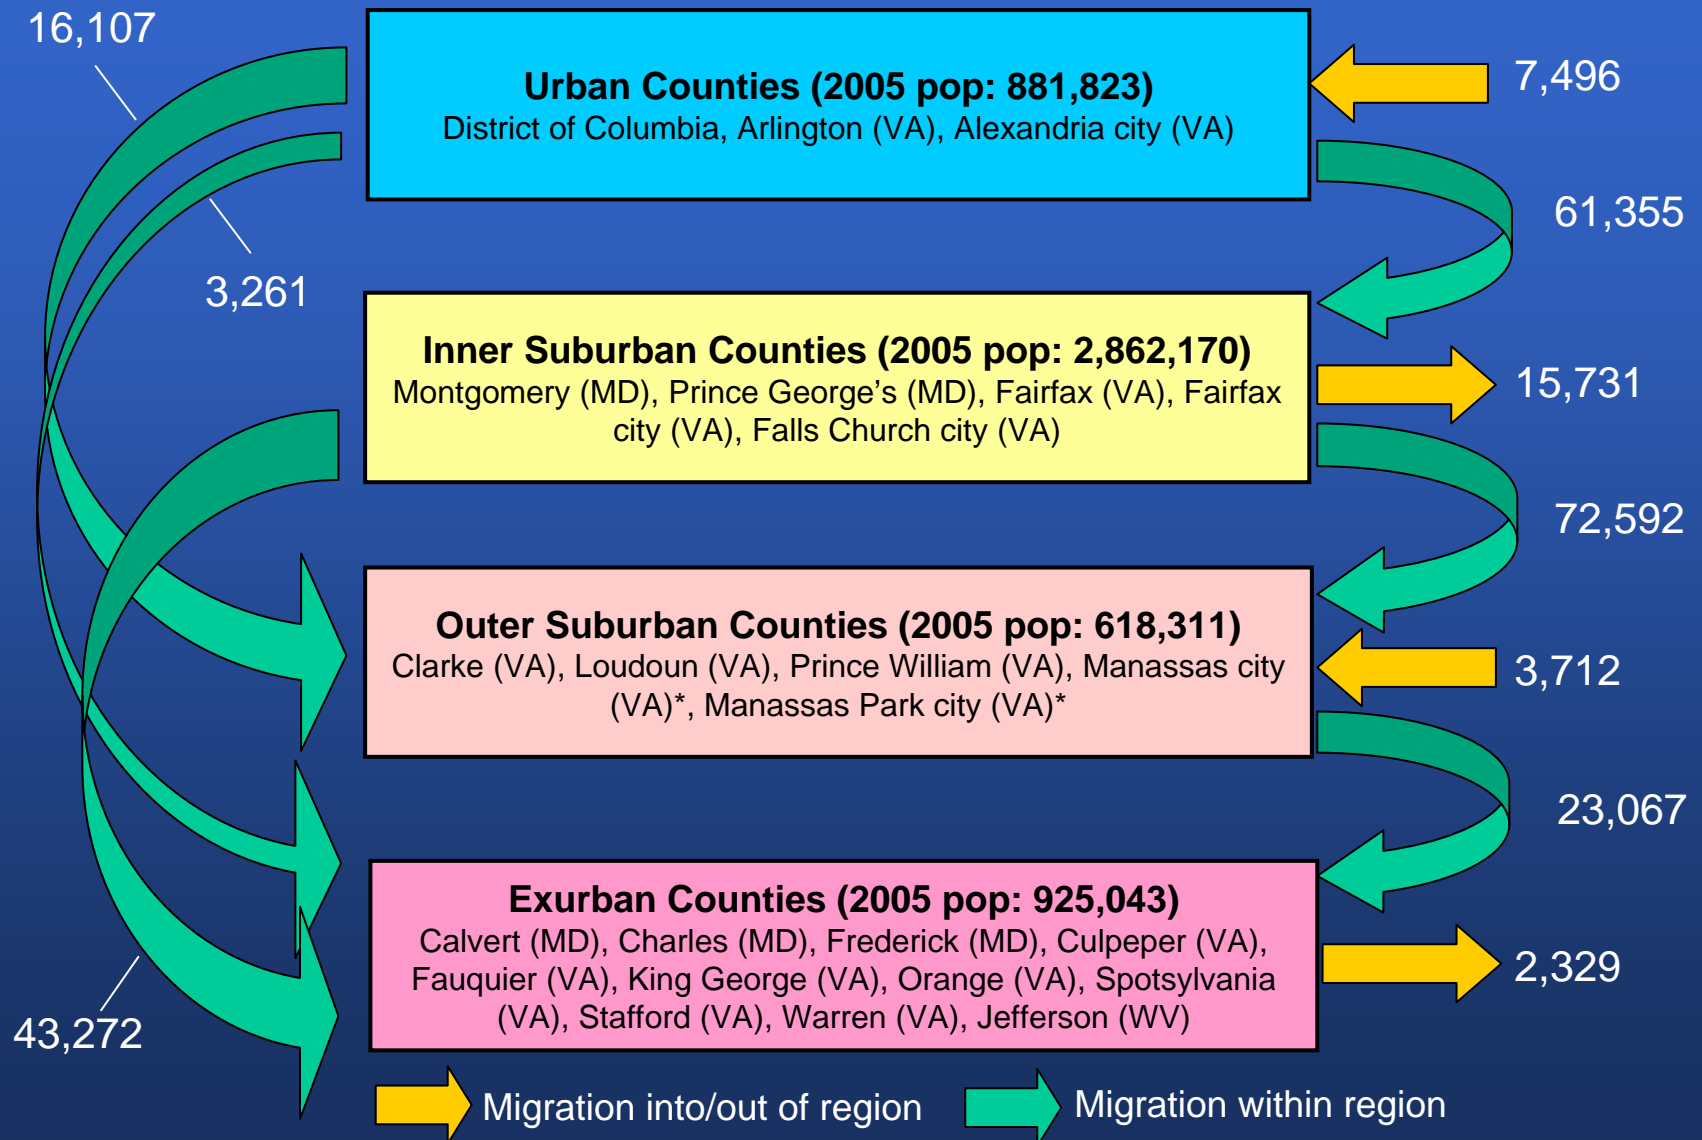 16,107
Urban Counties (2005 pop: 881,823)
District of Columbia, Arlington (VA), Alexandria city (VA)
7,496
61,355
3,261
Inner Suburban Counties (2005 pop: 2,862,170)
Montgomery (MD), Prince George’s (MD), Fairfax (VA), Fairfax
city (VA), Falls Church city (VA)
15,731
72,592
Outer Suburban Counties (2005 pop: 618,311)
Clarke (VA), Loudoun (VA), Prince William (VA), Manassas city
(VA)*, Manassas Park city (VA)*
3,712
23,067
Exurban Counties (2005 pop: 925,043)
Calvert (MD), Charles (MD), Frederick (MD), Culpeper (VA),
Fauquier (VA), King George (VA), Orange (VA), Spotsylvania
(VA), Stafford (VA), Warren (VA), Jefferson (WV)
2,329
43,272
Migration into/out of region
Migration within region